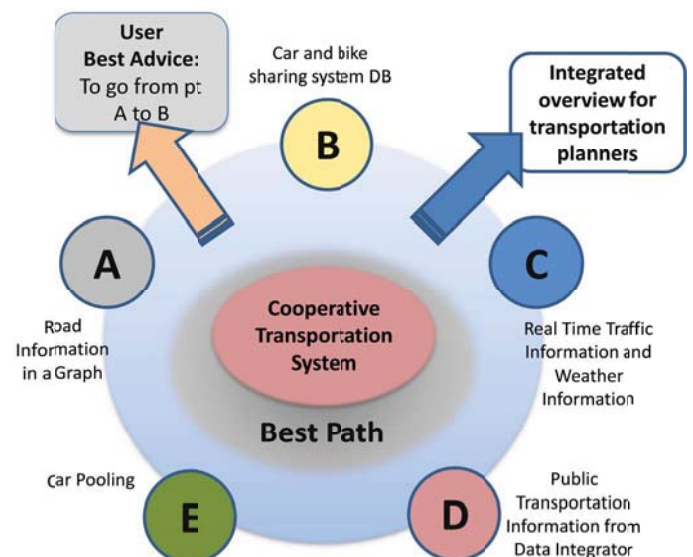 User
Best Advice:
To go from pt
A to B
Car and bike
sharing system DB
Integrated
overview for
transportation
planners
B
A
C
Road
Information
in a Graph
Cooperative
Transportation
System
Best Path
Real Time Traffic
Information and
Weather
Information
Car Pooling
E
D
Public
Transportation
Information from
Data Integrator